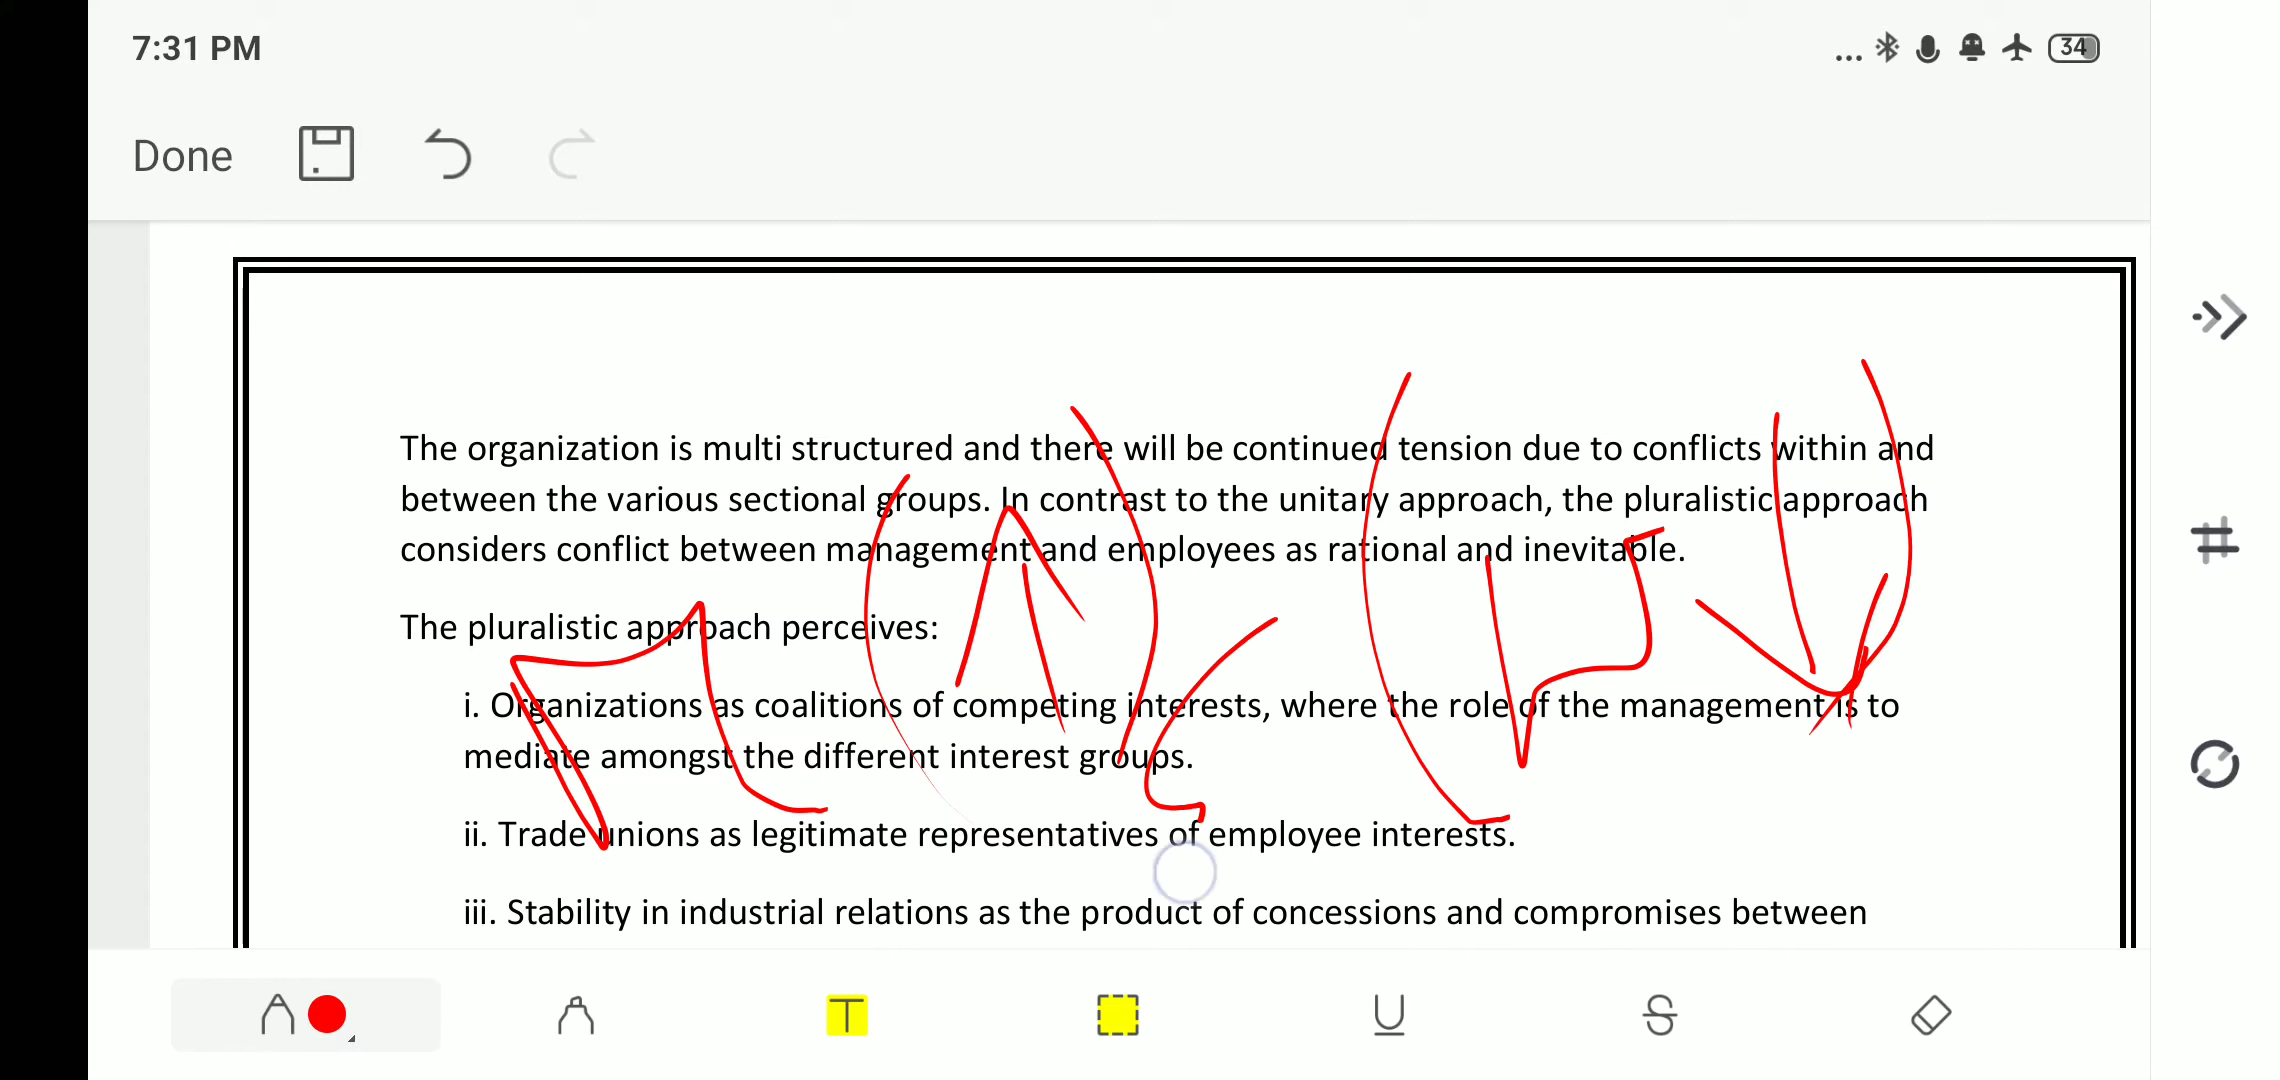 7:31 PM
34
Done
The organization is multi structured and there will be continued tension due to conflicts within and
between the various sectional groups. In contrast to the unitary approach, the pluralistic approach
considers conflict between management and employees as rational and inevitable.
The pluralistic approach perceives:
i. Organizations as coalitions of competing interests, where the role of the management is to
mediate amongst the different interest groups.
ii. Trade unions as legitimate representatives of employee interests.
iii. Stability in industrial relations as the product of concessions and compromises between